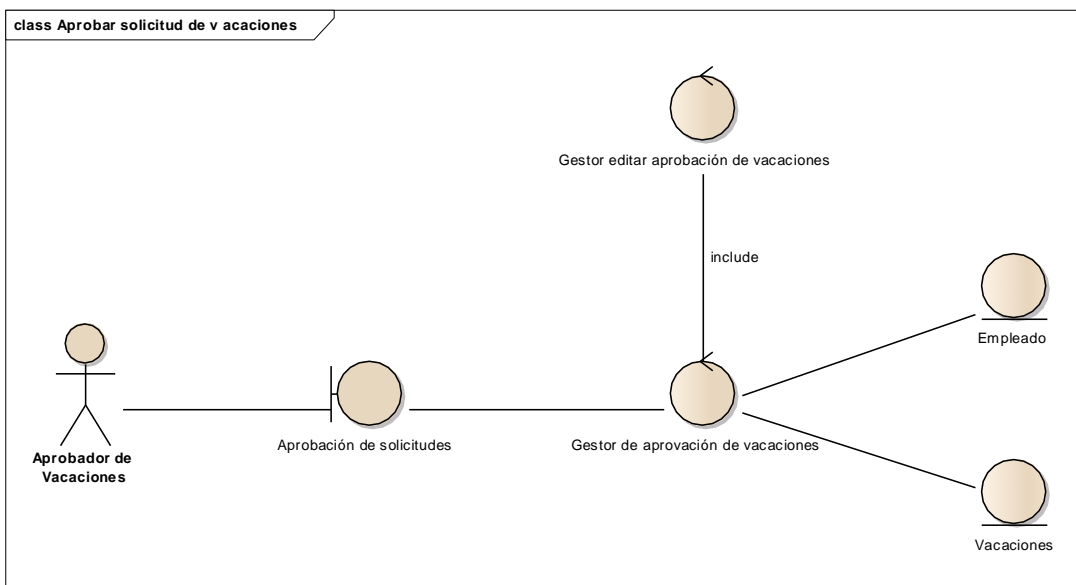 class Aprobar solicitud de v acaciones
Gestor editar aprobación de vacaciones
include
Empleado
Aprobador de
Vacaciones
Aprobación de solicitudes
Gestor de aprovación de vacaciones
Vacaciones